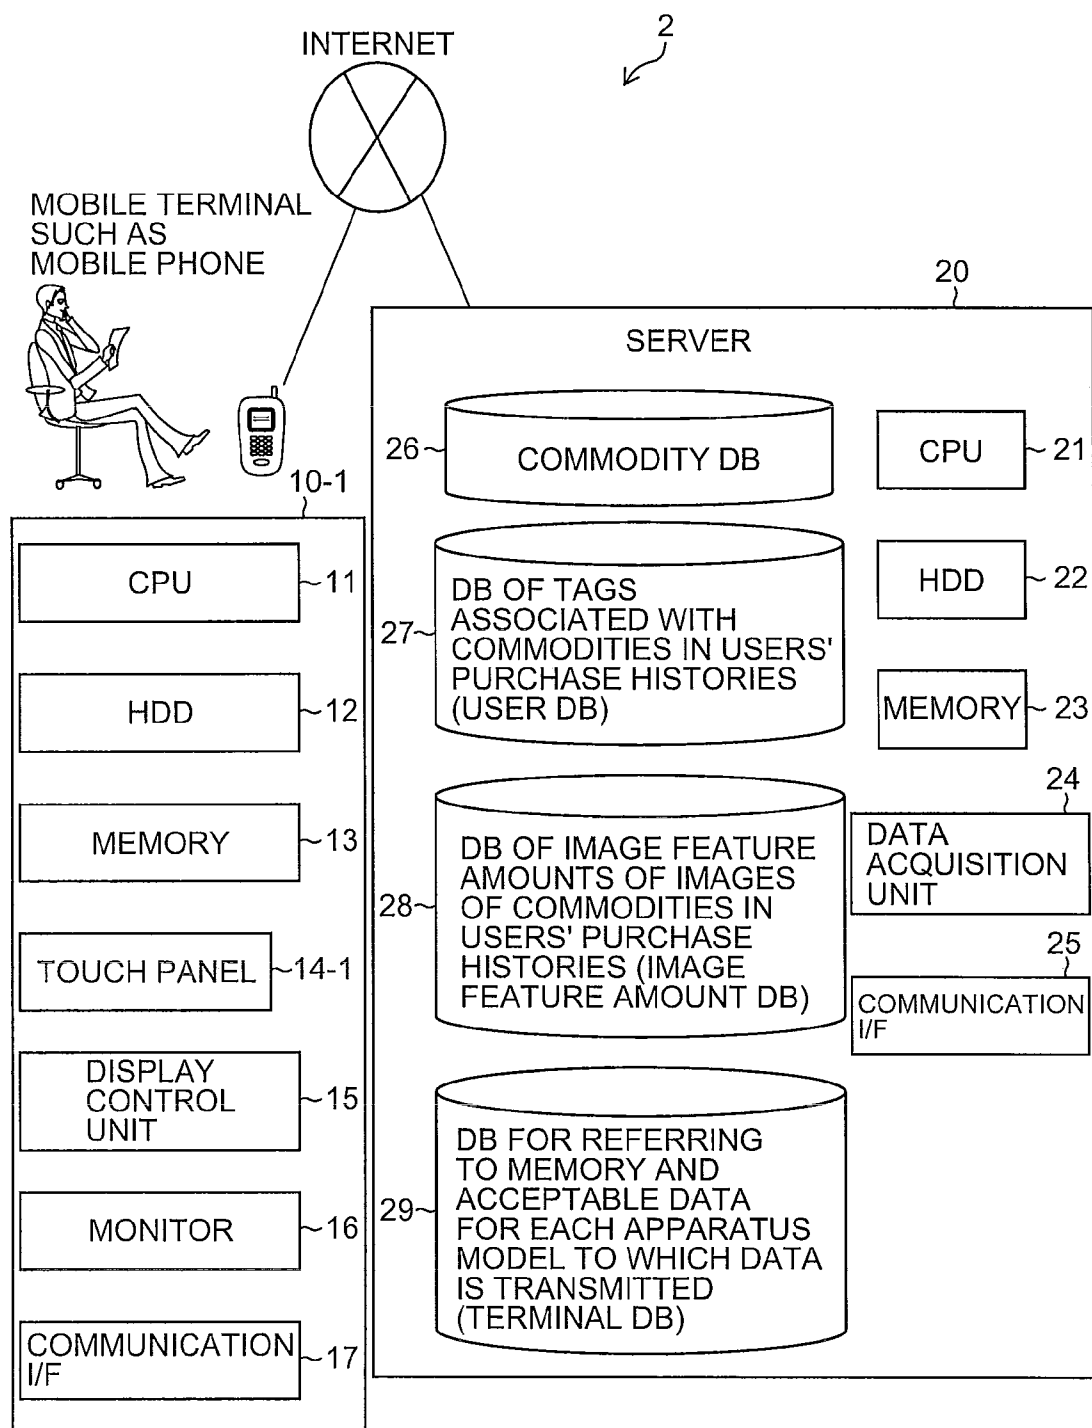 2
INTERNET
MOBILE TERMINAL
SUCH AS
MOBILE PHONE
10-1
CPU
11
HDD
12
MEMORY
13
TOUCH PANEL
14-1
DISPLAY
CONTROL
UNIT
15
MONITOR
16
COMMUNICATION
I/F
17
20
SERVER
26
COMMODITY DB
CPU
21
27
DB OF TAGS
ASSOCIATED WITH
COMMODITIES IN USERS'
PURCHASE HISTORIES
(USER DB)
HDD
22
MEMORY
23
28
DB OF IMAGE FEATURE
AMOUNTS OF IMAGES
OF COMMODITIES IN
USERS' PURCHASE
HISTORIES (IMAGE
FEATURE AMOUNT DB)
24
DATA
ACQUISITION
UNIT
25
COMMUNICATION
I/F
29
DB FOR REFERRING
TO MEMORY AND
ACCEPTABLE DATA
FOR EACH APPARATUS
MODEL TO WHICH DATA
IS TRANSMITTED
(TERMINAL DB)